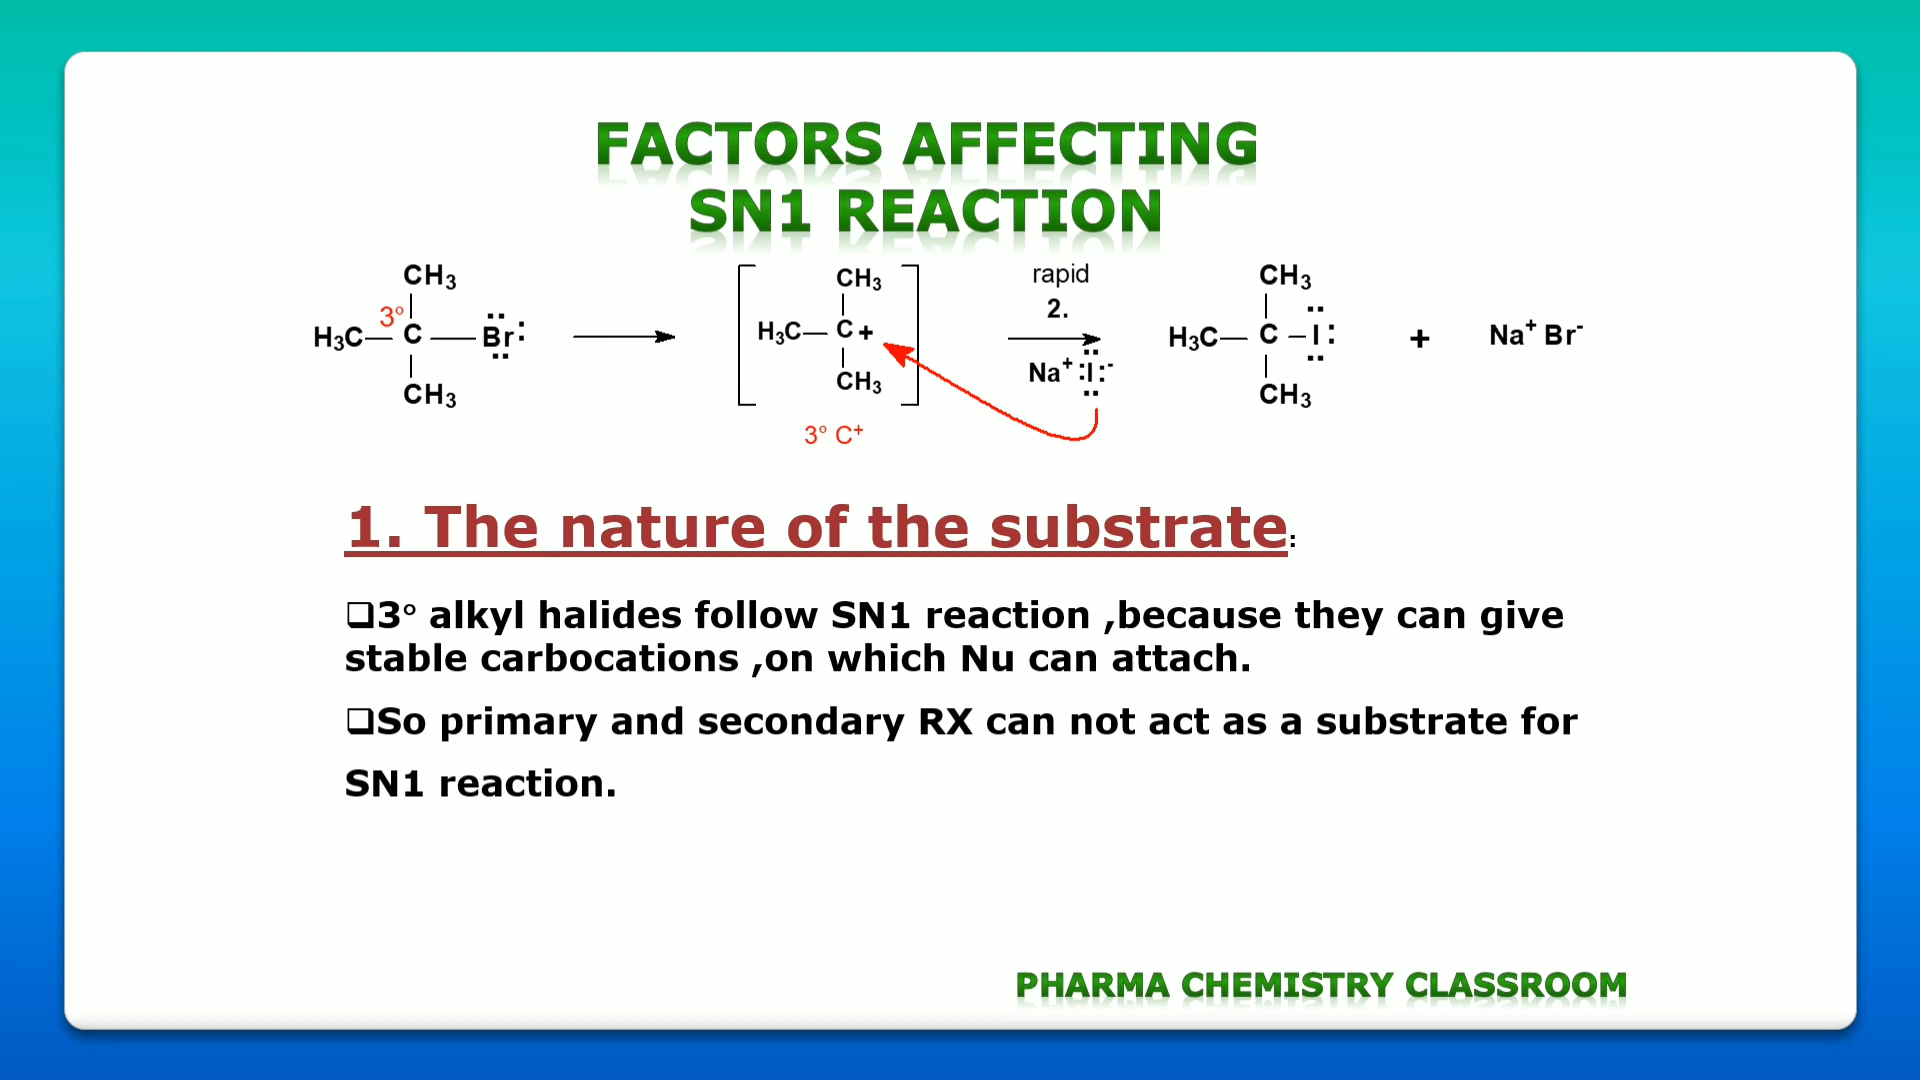 FACTORS AFFECTING
SN1 REACTION
CH3
3°
H3C C Br
CH3
CH3
H3C C +
CH3
3° C+
rapid
2.
Na+ I-
CH3
H3C C I
CH3
+ Na+ Br-
1. The nature of the substrate:
❑3° alkyl halides follow SN1 reaction ,because they can give
stable carbocations ,on which Nu can attach.
❑So primary and secondary RX can not act as a substrate for
SN1 reaction.
PHARMA CHEMISTRY CLASSROOM